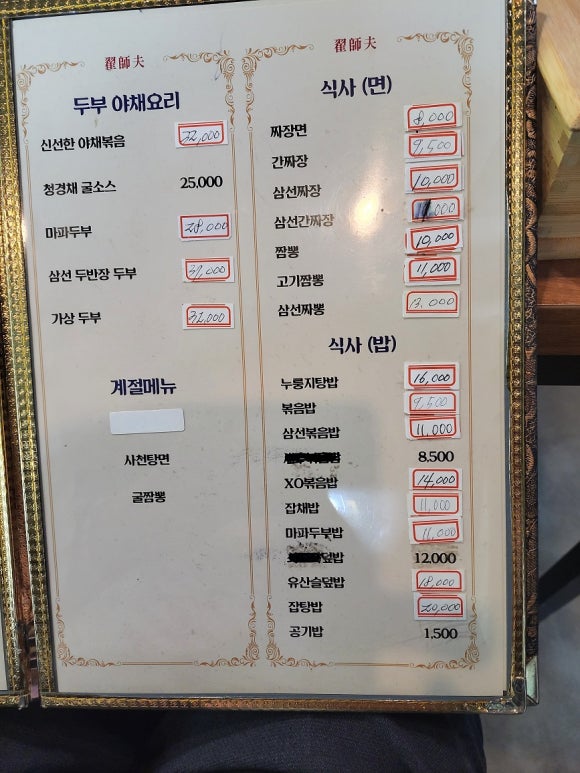 翟師夫
두부 야채요리
신선한 야채볶음 32,000
청경채 굴소스 25,000
마파두부 28,000
삼선 두반장 두부 37,000
가상 두부 32,000
계절메뉴
사천탕면
굴짬뽕
翟師夫
식사 (면)
짜장면 8,000
간짜장 9,500
삼선짜장 10,000
삼선간짜장
짬뽕 10,000
고기짬뽕 11,000
삼선짜뽕 13,000
식사 (밥)
누룽지탕밥 16,000
볶음밥 9,500
삼선볶음밥 11,000
8,500
XO볶음밥 14,000
잡채밥 11,000
마파두부밥 11,000
덮밥 12,000
유산슬덮밥 18,000
잡탕밥 20,000
공기밥 1,500